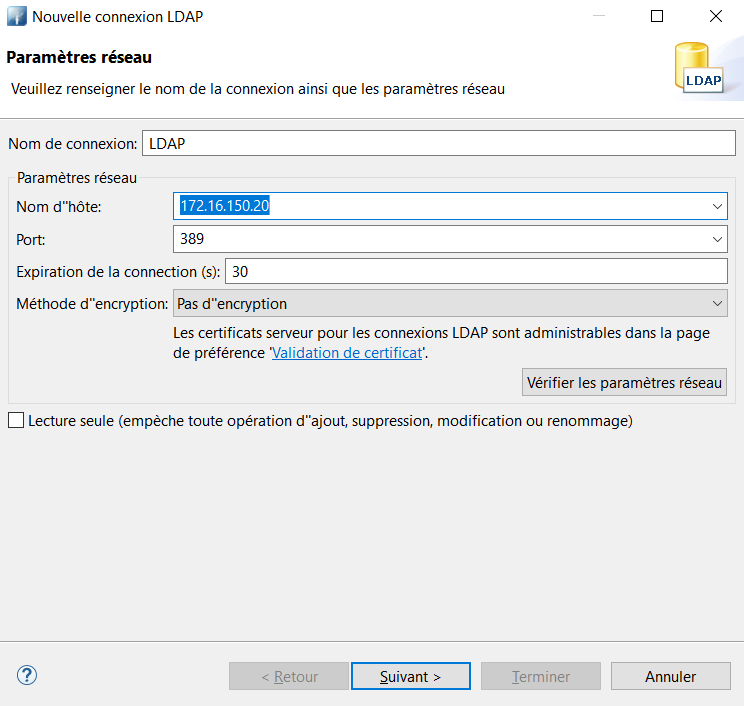 Nouvelle connexion LDAP
Paramètres réseau
Veuillez renseigner le nom de la connexion ainsi que les paramètres réseau
LDAP
Nom de connexion: LDAP
Paramètres réseau
Nom d"hôte: 172.16.150.20
Port: 389
Expiration de la connection (s): 30
Méthode d"encryption: Pas d"encryption
Les certificats serveur pour les connexions LDAP sont administrables dans la page
de préférence 'Validation de certificat'.
Vérifier les paramètres réseau
Lecture seule (empèche toute opération d"ajout, suppression, modification ou renommage)
? < Retour Suivant > Terminer Annuler